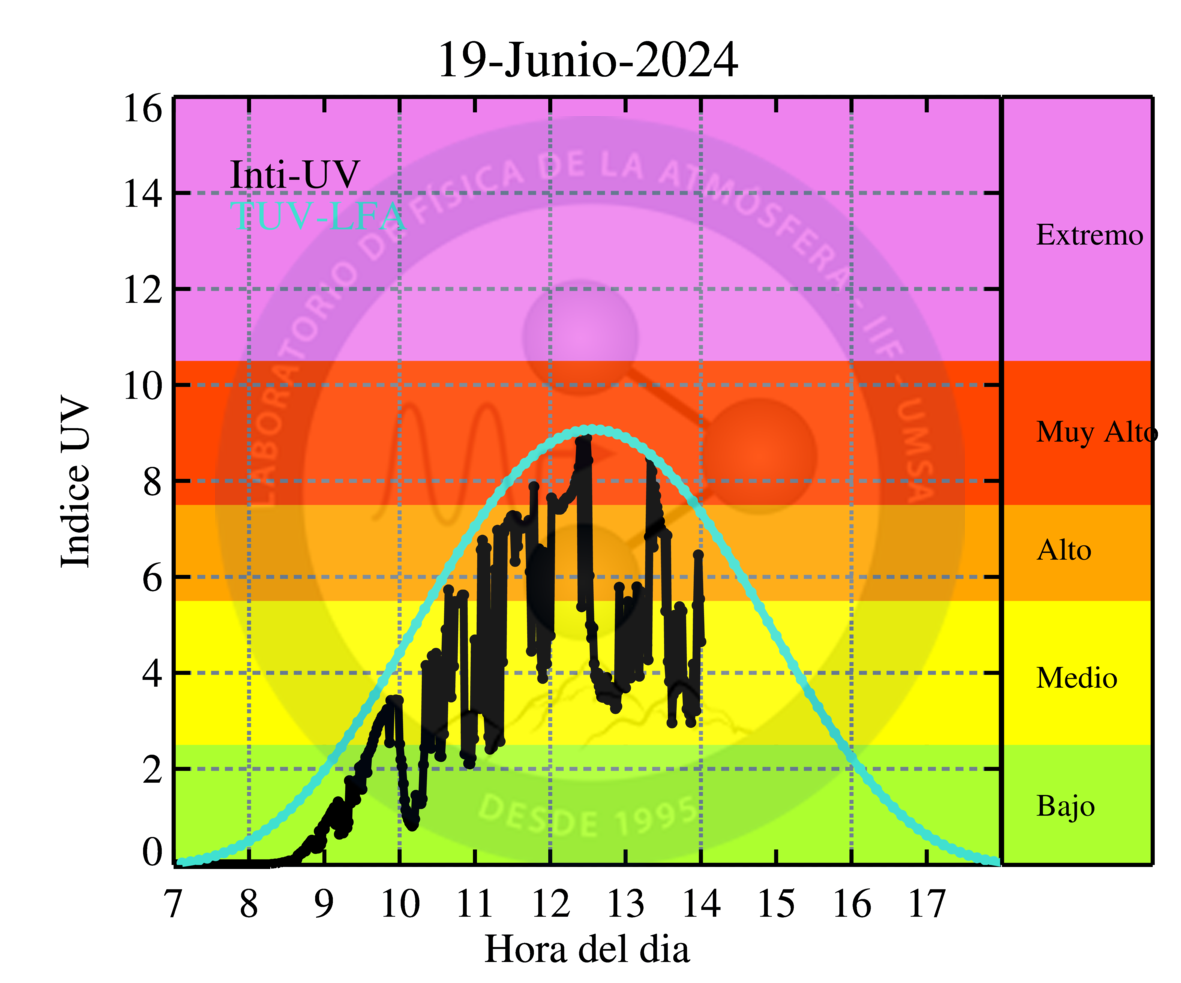 19-Junio-2024
Inti-UV
TUV-LFA
LABORATORIO DE FÍSICA DE LA ATMÓSFERA - IIF - UMSA
DESDE 1995
Indice UV
16
14
12
10
8
6
4
2
0
Extremo
Muy Alto
Alto
Medio
Bajo
7 8 9 10 11 12 13 14 15 16 17
Hora del dia